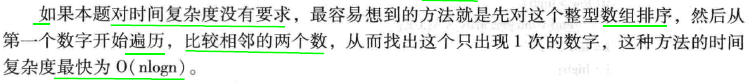 如果本题对时间复杂度没有要求，最容易想到的方法就是先对这个整型数组排序，然后从
第一个数字开始遍历，比较相邻的两个数，从而找出这个只出现1次的数字，这种方法的时间
复杂度最快为O(nlogn)。